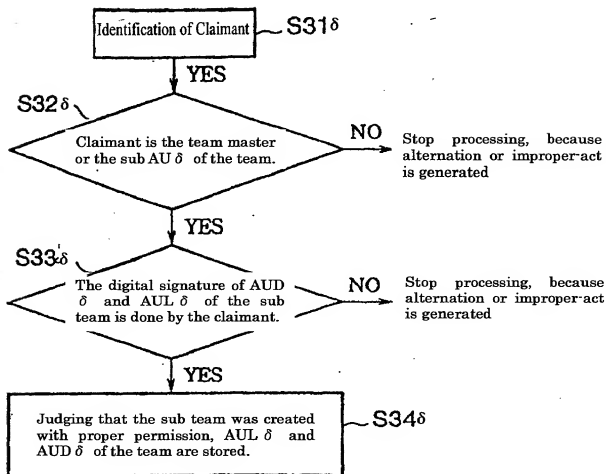 Identification of Claimant
S31δ
YES
S32δ
Claimant is the team master
or the sub AU δ of the team.
NO
Stop processing, because
alternation or improper-act
is generated
YES
S33'δ
The digital signature of AUD
δ and AUL δ of the sub
team is done by the claimant.
NO
Stop processing, because
alternation or improper-act
is generated
YES
Judging that the sub team was created
with proper permission, AUL δ and
AUD δ of the team are stored.
S34δ